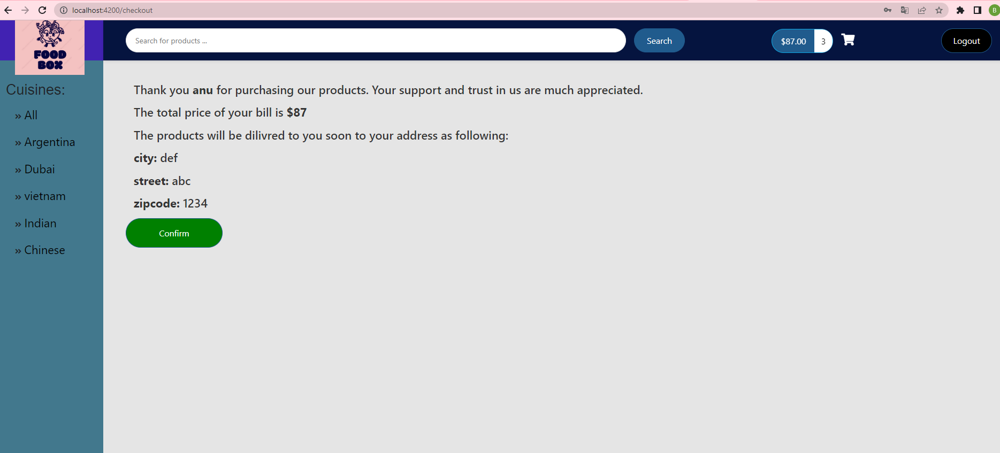 localhost:4200/checkout
B
FOOD
BOX
Search for products ...
Search
$87.00 3
Logout
Cuisines:
» All
» Argentina
» Dubai
» vietnam
» Indian
» Chinese
Thank you anu for purchasing our products. Your support and trust in us are much appreciated.
The total price of your bill is $87
The products will be dilivred to you soon to your address as following:
city: def
street: abc
zipcode: 1234
Confirm